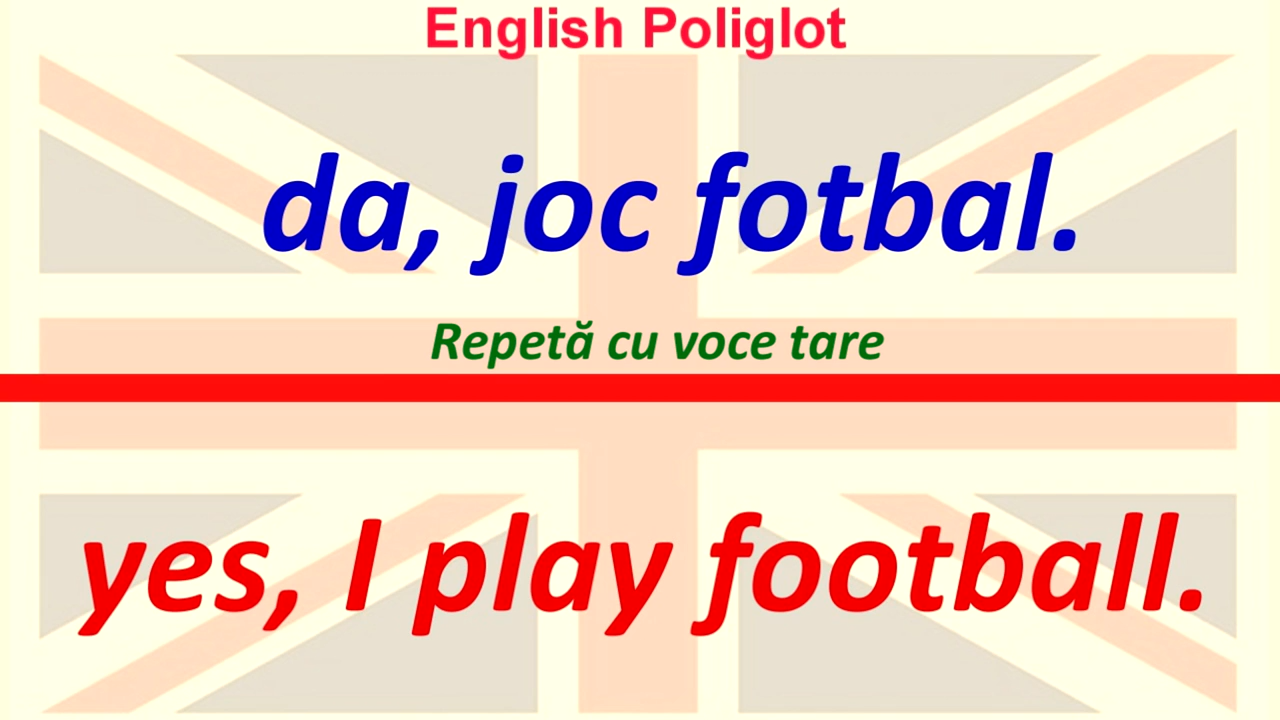 English Poliglot
da, joc fotbal.
Repetă cu voce tare
yes, I play football.